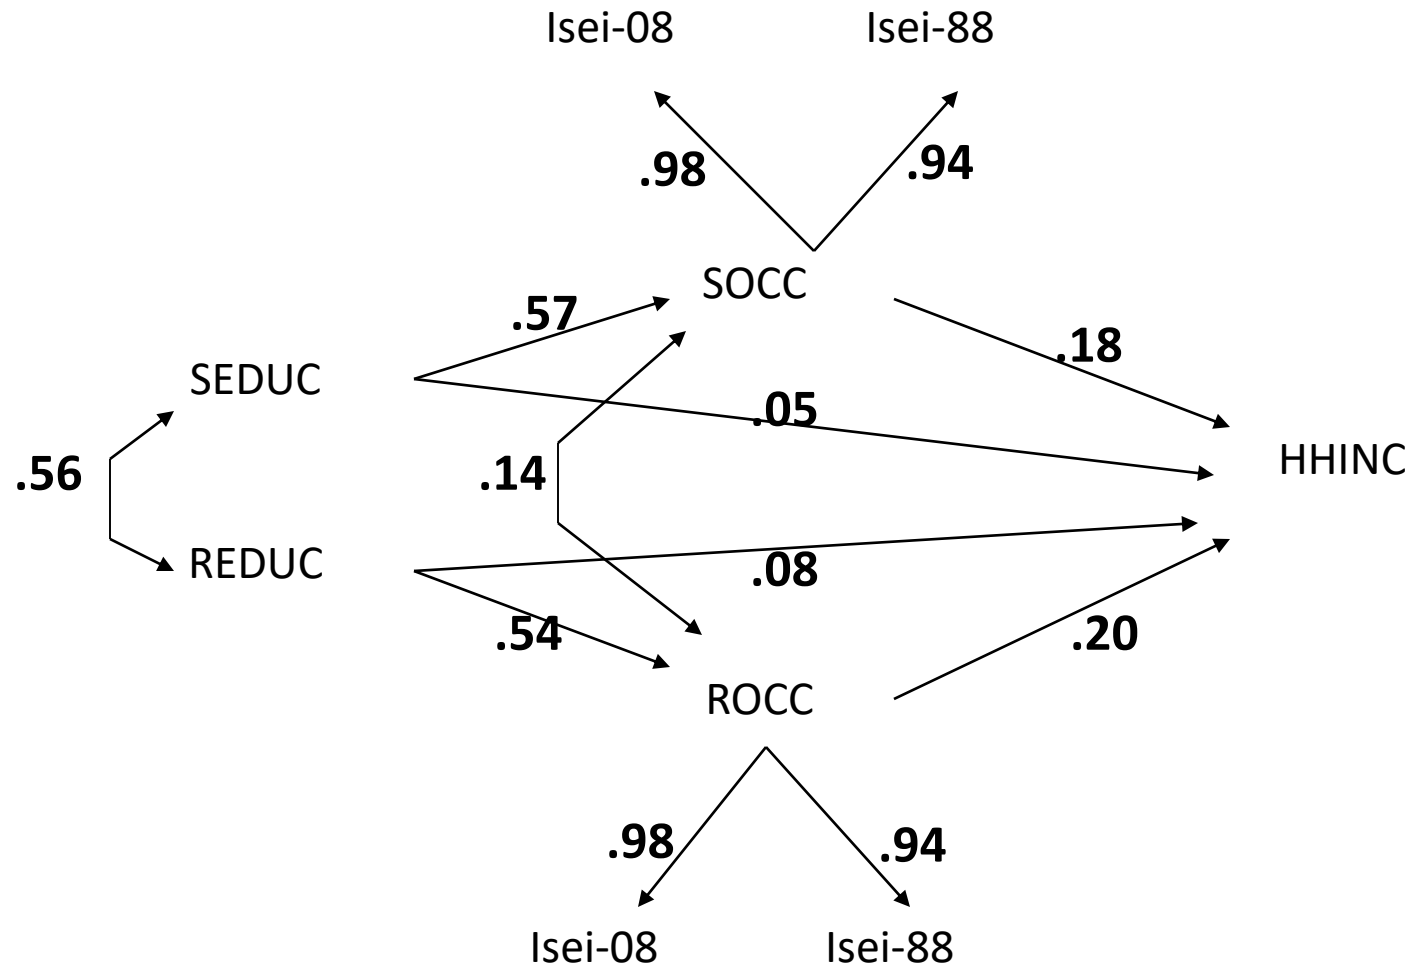 Isei-08 Isei-88
.98 .94
SOCC
.57
.18
SEDUC
.05
.56 .14 HHINC
REDUC .08
.54 .20
ROCC
.98 .94
Isei-08 Isei-88